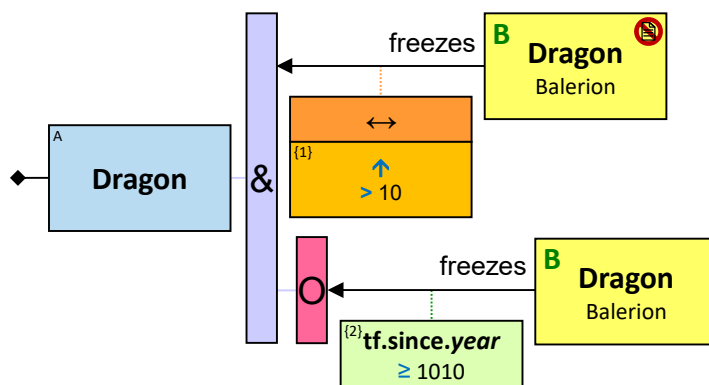 freezes
B
Dragon
Balerion
A
Dragon
&
↔
{1}
↑
> 10
O
freezes
B
Dragon
Balerion
{2} tf.since.year
≥ 1010